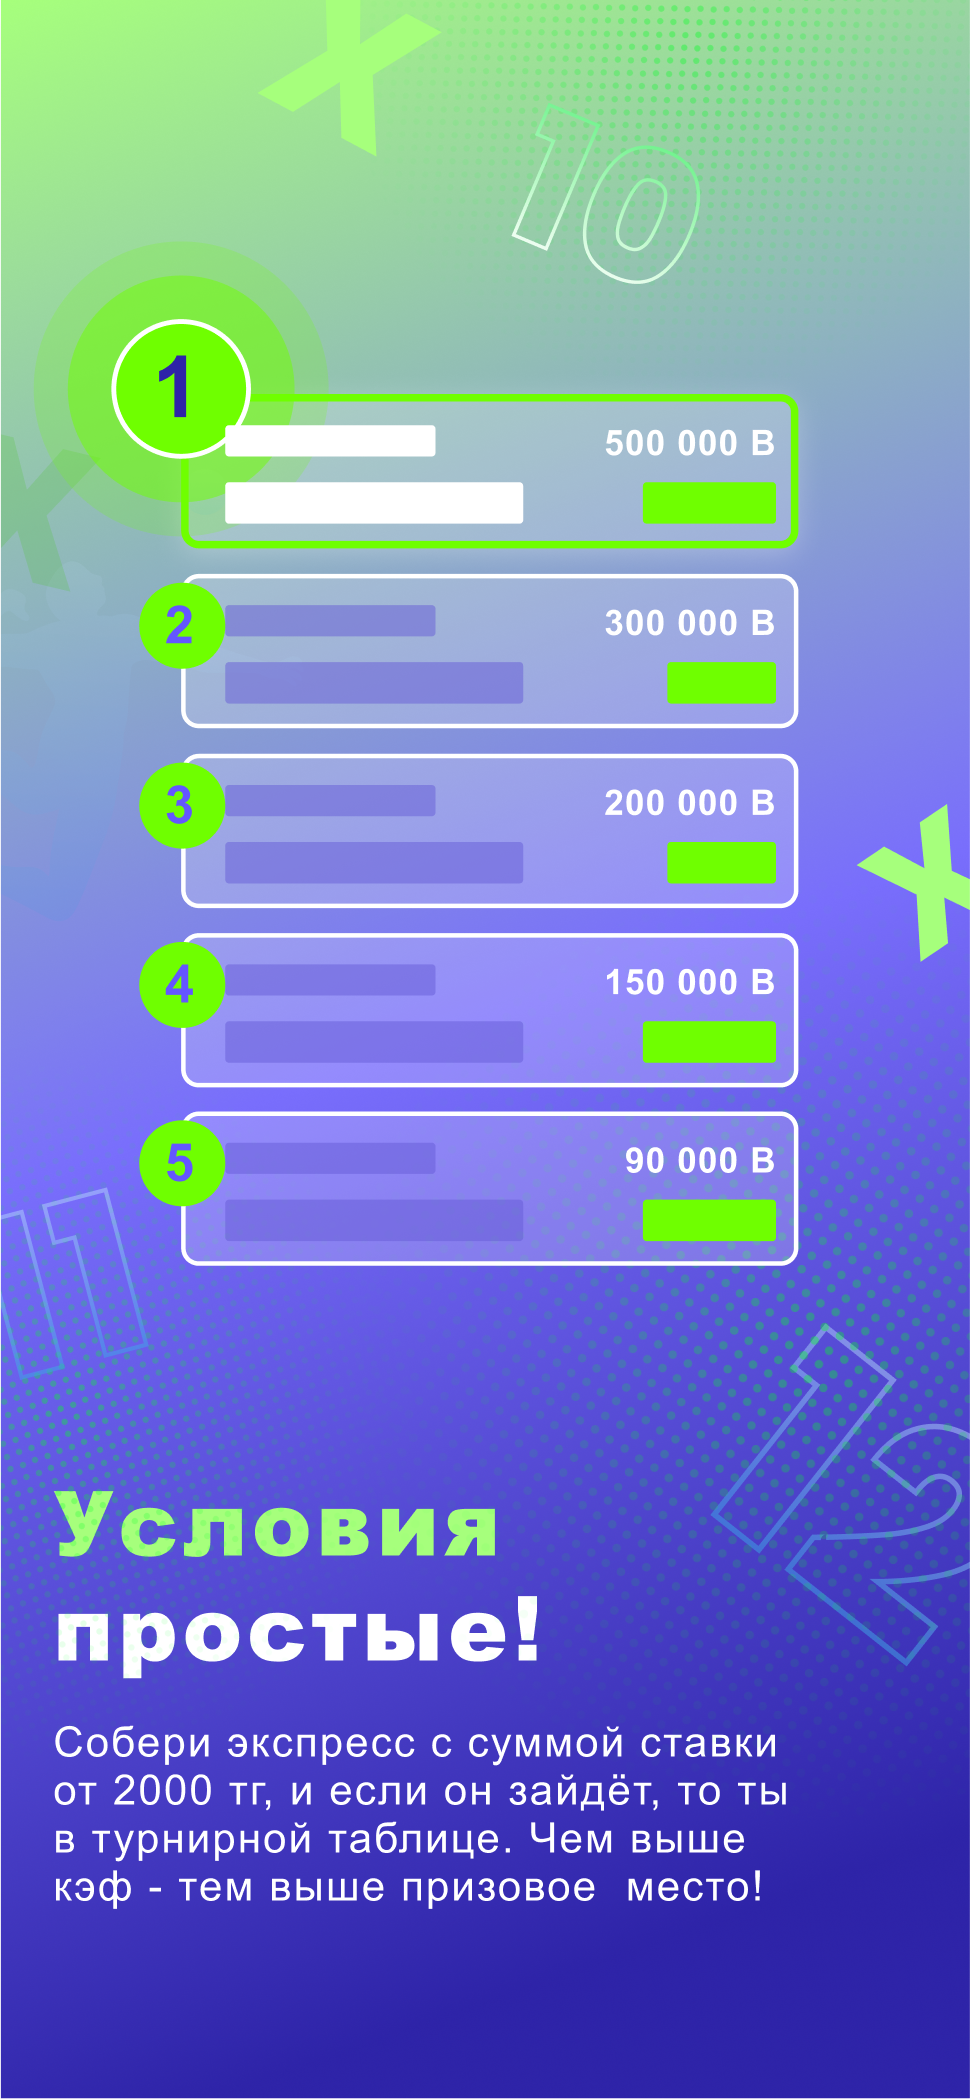 X
10
1
500 000 B
X
2
300 000 B
3
200 000 B
X
4
150 000 B
5
90 000 B
11
12
Условия
простые!
Собери экспресс с суммой ставки
от 2000 тг, и если он зайдёт, то ты
в турнирной таблице. Чем выше
кэф - тем выше призовое место!